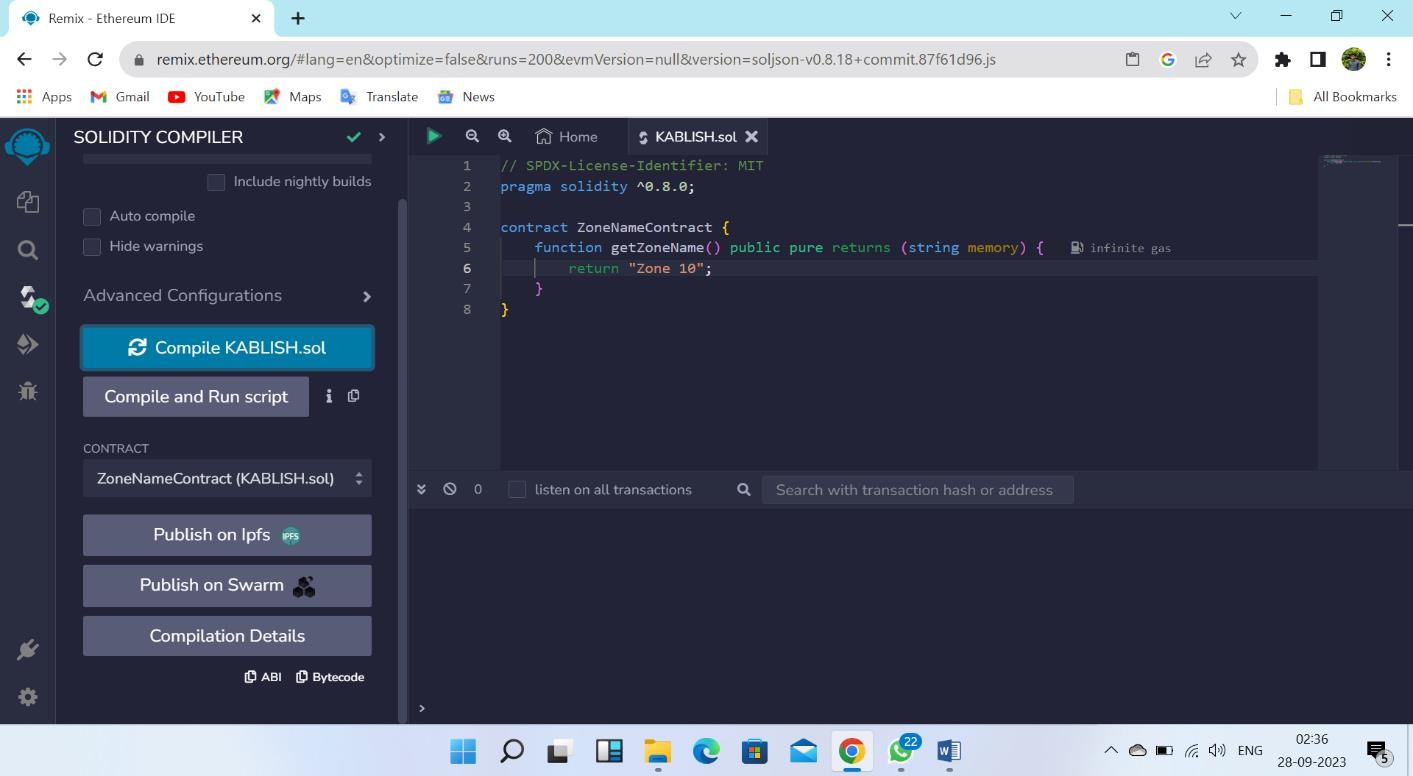 Remix - Ethereum IDE
remix.ethereum.org/#lang=en&optimize=false&runs=200&evmVersion=null&version=soljson-v0.8.18+commit.87f61d96.js
Apps Gmail YouTube Maps Translate News All Bookmarks
SOLIDITY COMPILER
Include nightly builds
Auto compile
Hide warnings
Advanced Configurations
Compile KABLISH.sol
Compile and Run script
CONTRACT
ZoneNameContract (KABLISH.sol)
Publish on Ipfs IPFS
Publish on Swarm
Compilation Details
ABI Bytecode
Home KABLISH.sol
1 // SPDX-License-Identifier: MIT
2 pragma solidity ^0.8.0;
3
4 contract ZoneNameContract {
5 function getZoneName() public pure returns (string memory) { infinite gas
6 return "Zone 10";
7 }
8 }
0 listen on all transactions Search with transaction hash or address
>
22
ENG
02:36
28-09-2023
5